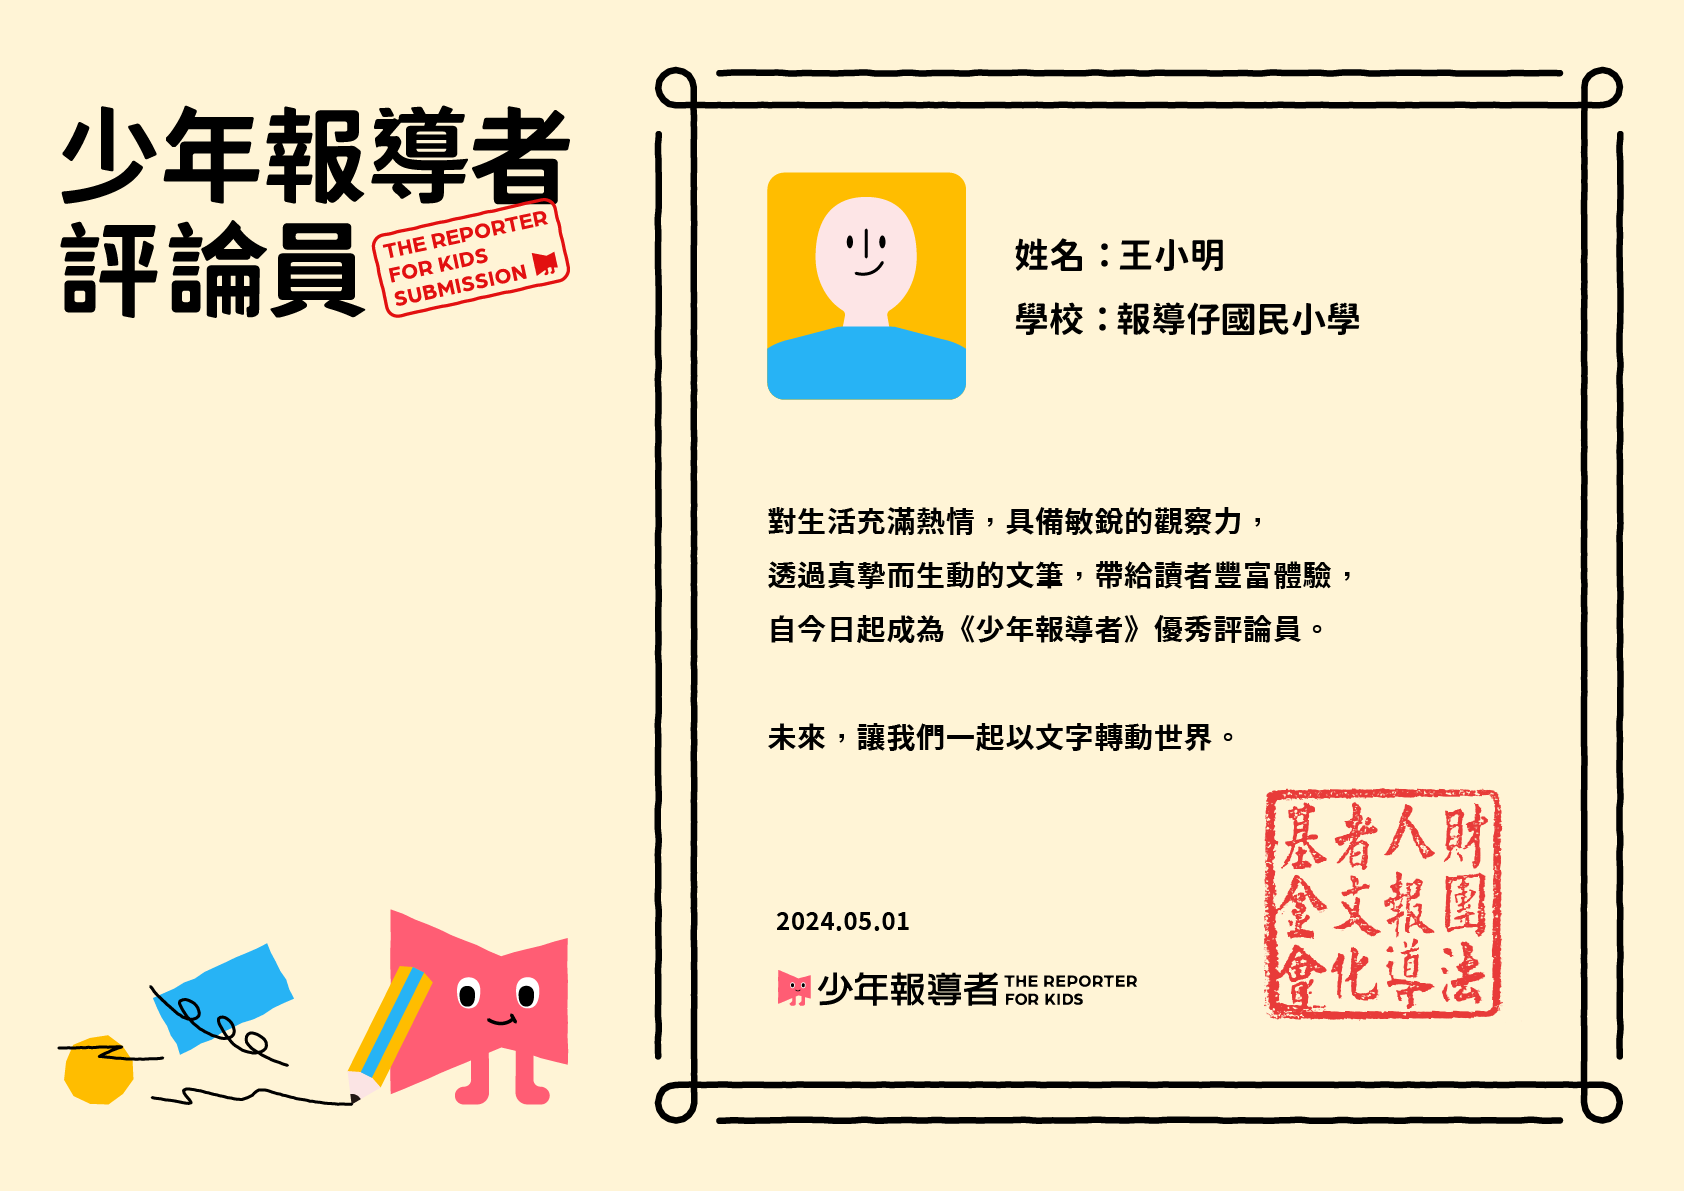 少年報導者
評論員
THE REPORTER
FOR KIDS
SUBMISSION
姓名：王小明
學校：報導仔國民小學
對生活充滿熱情，具備敏銳的觀察力，
透過真摯而生動的文筆，帶給讀者豐富體驗，
自今日起成為《少年報導者》優秀評論員。
未來，讓我們一起以文字轉動世界。
2024.05.01
少年報導者 THE REPORTER
FOR KIDS
財團法
人報導
者文化
基金會